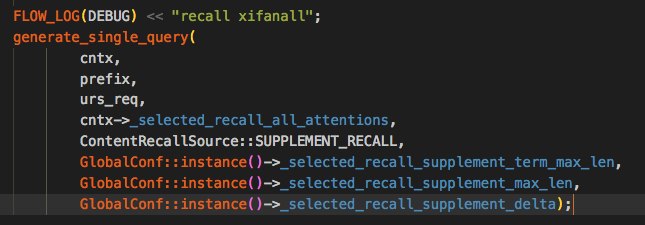 FLOW_LOG(DEBUG) << "recall xifanall";
generate_single_query(
cntx,
prefix,
urs_req,
cntx->_selected_recall_all_attentions,
ContentRecallSource::SUPPLEMENT_RECALL,
GlobalConf::instance()->_selected_recall_supplement_term_max_len,
GlobalConf::instance()->_selected_recall_supplement_max_len,
GlobalConf::instance()->_selected_recall_supplement_delta);